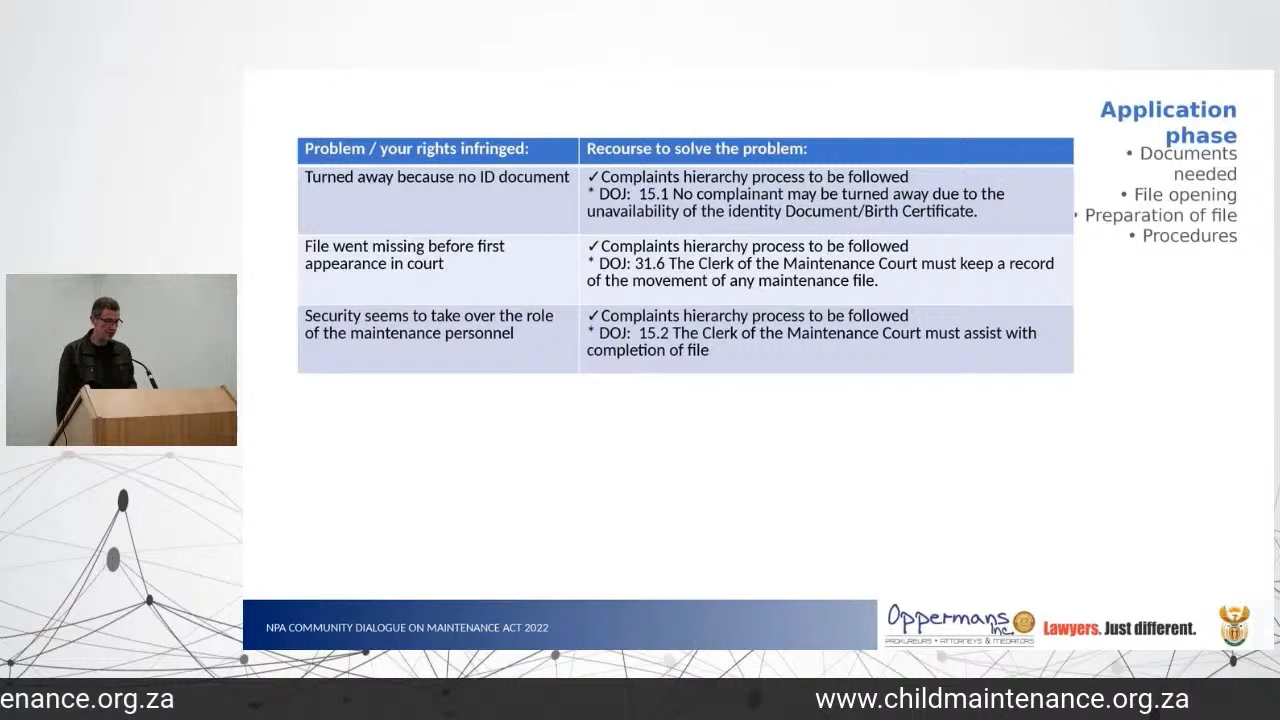 Application
phase
• Documents
needed
• File opening
• Preparation of file
• Procedures
Problem / your rights infringed:
Recourse to solve the problem:
Turned away because no ID document
✓Complaints hierarchy process to be followed
* DOJ: 15.1 No complainant may be turned away due to the
unavailability of the identity Document/Birth Certificate.
File went missing before first
appearance in court
✓Complaints hierarchy process to be followed
* DOJ: 31.6 The Clerk of the Maintenance Court must keep a record
of the movement of any maintenance file.
Security seems to take over the role
of the maintenance personnel
✓Complaints hierarchy process to be followed
* DOJ: 15.2 The Clerk of the Maintenance Court must assist with
completion of file
NPA COMMUNITY DIALOGUE ON MAINTENANCE ACT 2022
Oppermans
Inc.
PROKUREURS • ATTORNEYS & MEDIATORS
Lawyers. Just different.
enance.org.za
www.childmaintenance.org.za